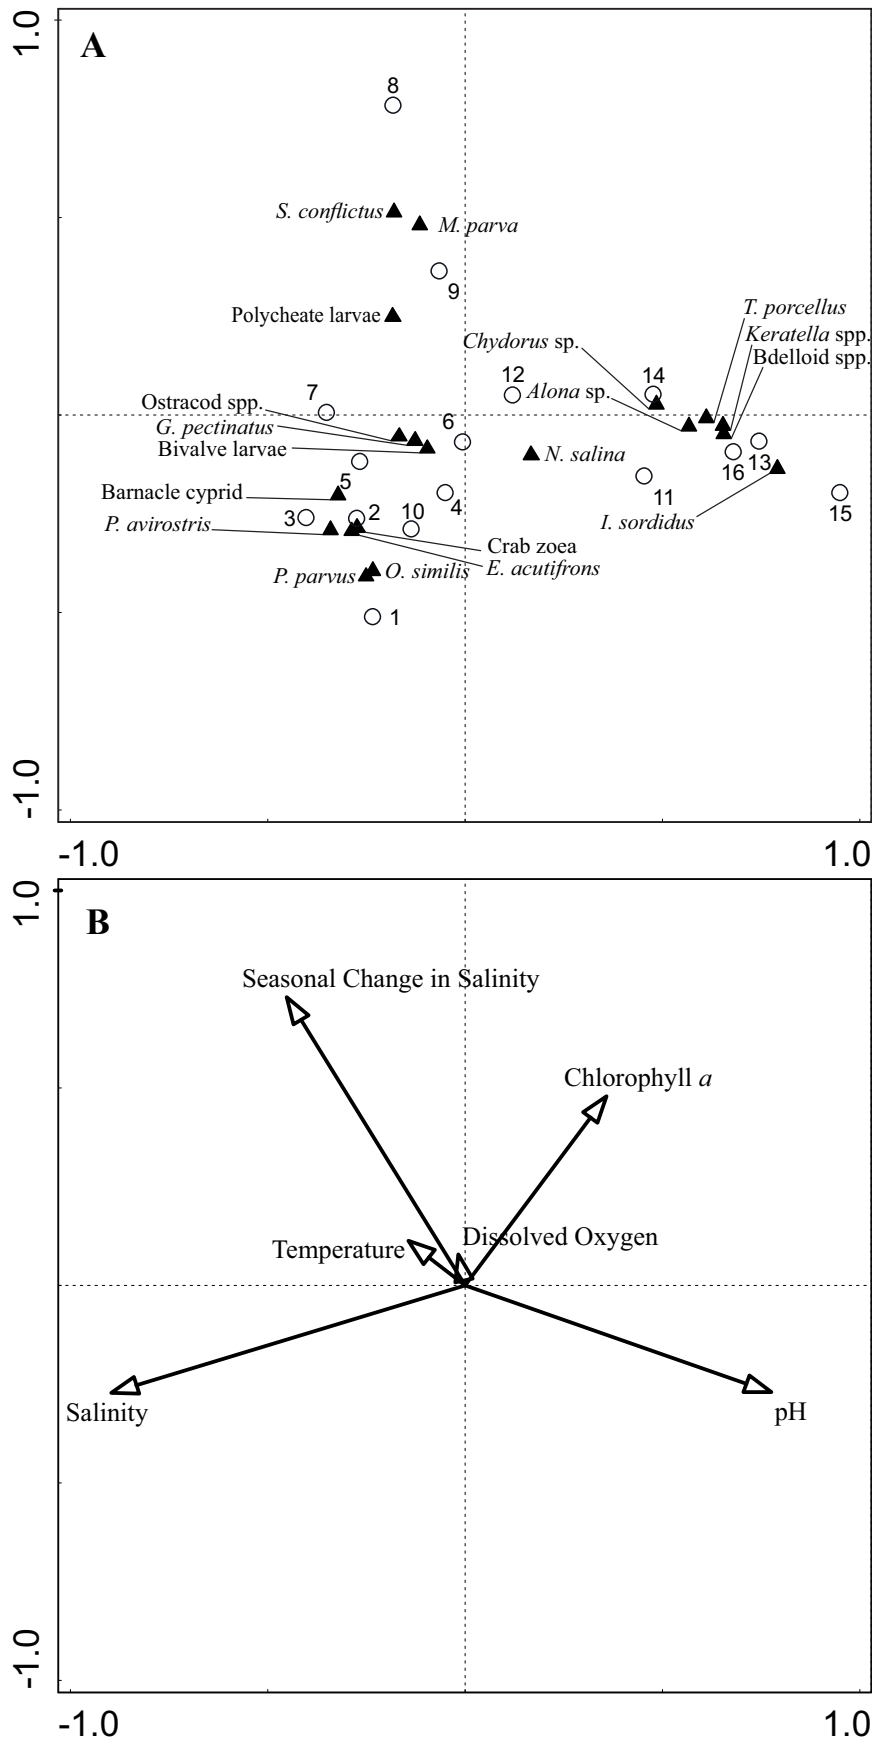 1.0
A
8
S. conflictus
M. parva
9
T. porcellus
Polycheate larvae
Keratella spp.
Chydorus sp.
Bdelloid spp.
14
12
7
Alona sp.
Ostracod spp.
6
G. pectinatus
Bivalve larvae
N. salina
13
16
5
Barnacle cyprid
4
11
15
3
2
10
I. sordidus
P. avirostris
Crab zoea
E. acutifrons
P. parvus
O. similis
1
-1.0
-1.0
1.0
1.0
B
Seasonal Change in Salinity
Chlorophyll a
Dissolved Oxygen
Temperature
Salinity
pH
-1.0
-1.0
1.0